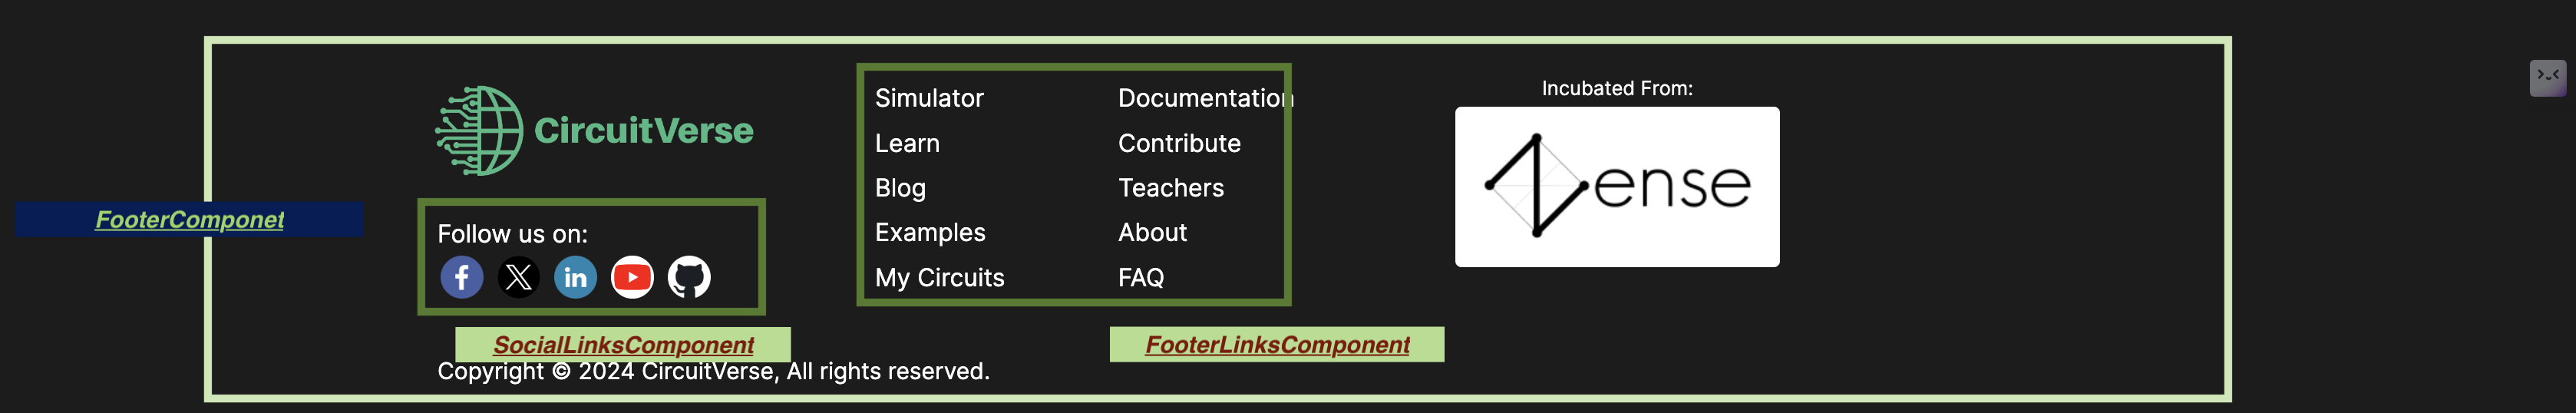 FooterComponet
CircuitVerse
Follow us on:
SocialLinksComponent
Copyright © 2024 CircuitVerse, All rights reserved.
Simulator
Learn
Blog
Examples
My Circuits
Documentation
Contribute
Teachers
About
FAQ
FooterLinksComponent
Incubated From:
ense